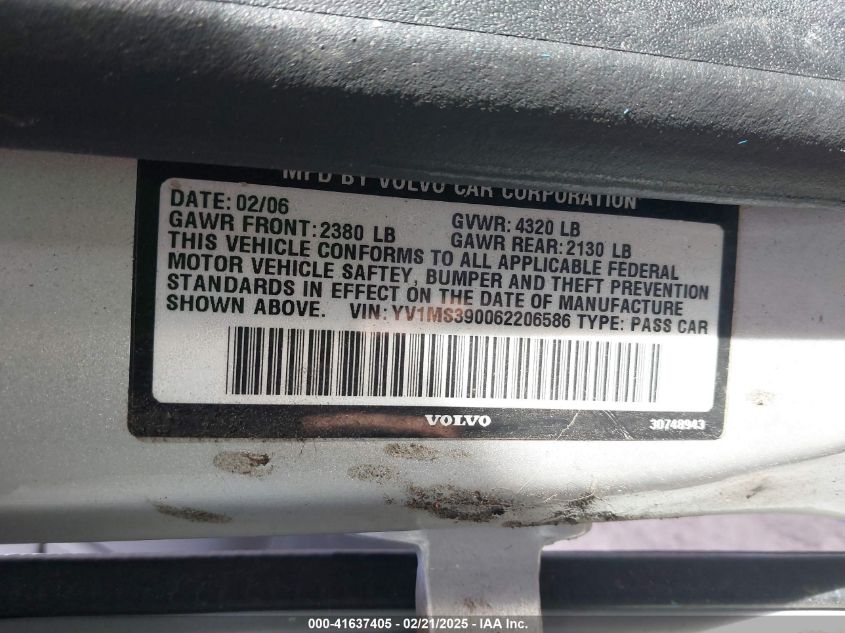 MFD BY VOLVO CAR CORPORATION
DATE: 02/06
GAWR FRONT: 2380 LB GVWR: 4320 LB
GAWR REAR: 2130 LB
THIS VEHICLE CONFORMS TO ALL APPLICABLE FEDERAL
MOTOR VEHICLE SAFTEY, BUMPER AND THEFT PREVENTION
STANDARDS IN EFFECT ON THE DATE OF MANUFACTURE
SHOWN ABOVE. VIN: YV1MS390062206586 TYPE: PASS CAR
VOLVO 30748943
000-41637405 - 02/21/2025 - IAA Inc.